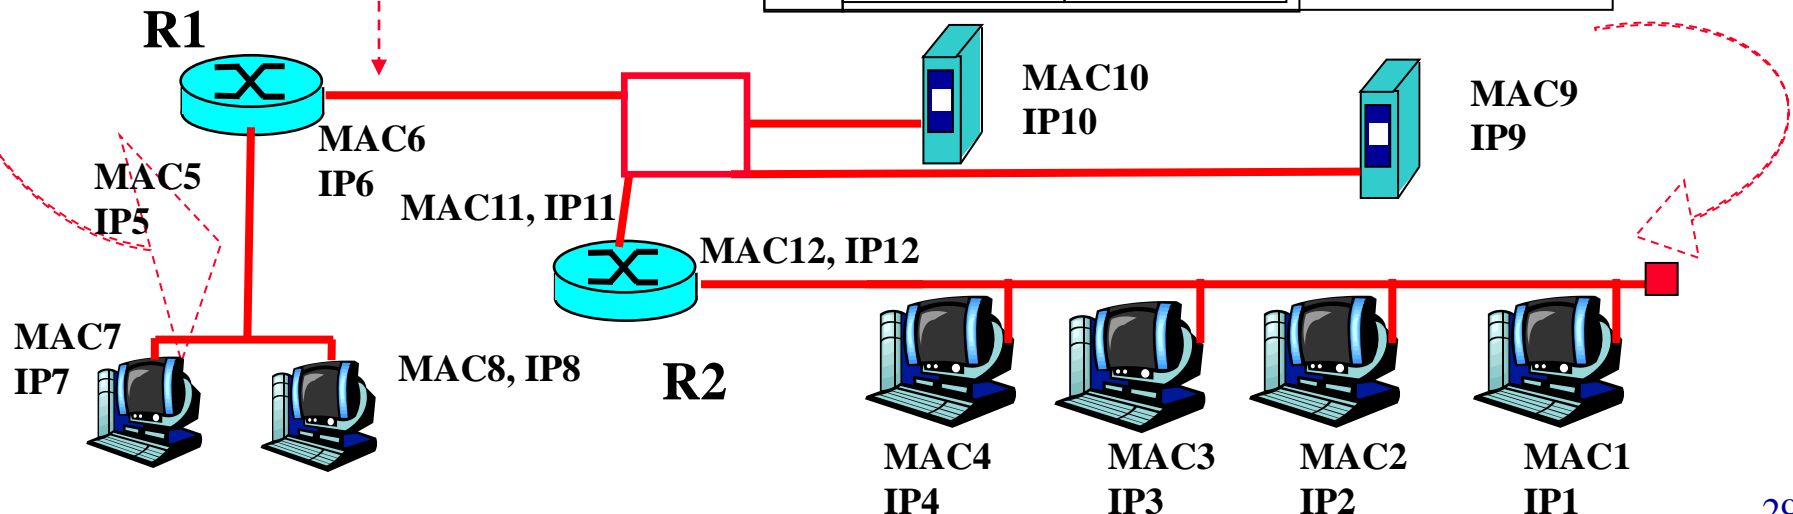 R1
MAC10
IP10
MAC9
IP9
MAC6
IP6
MAC5
IP5
MAC11, IP11
MAC12, IP12
MAC7
IP7
MAC8, IP8
R2
MAC4
IP4
MAC3
IP3
MAC2
IP2
MAC1
IP1